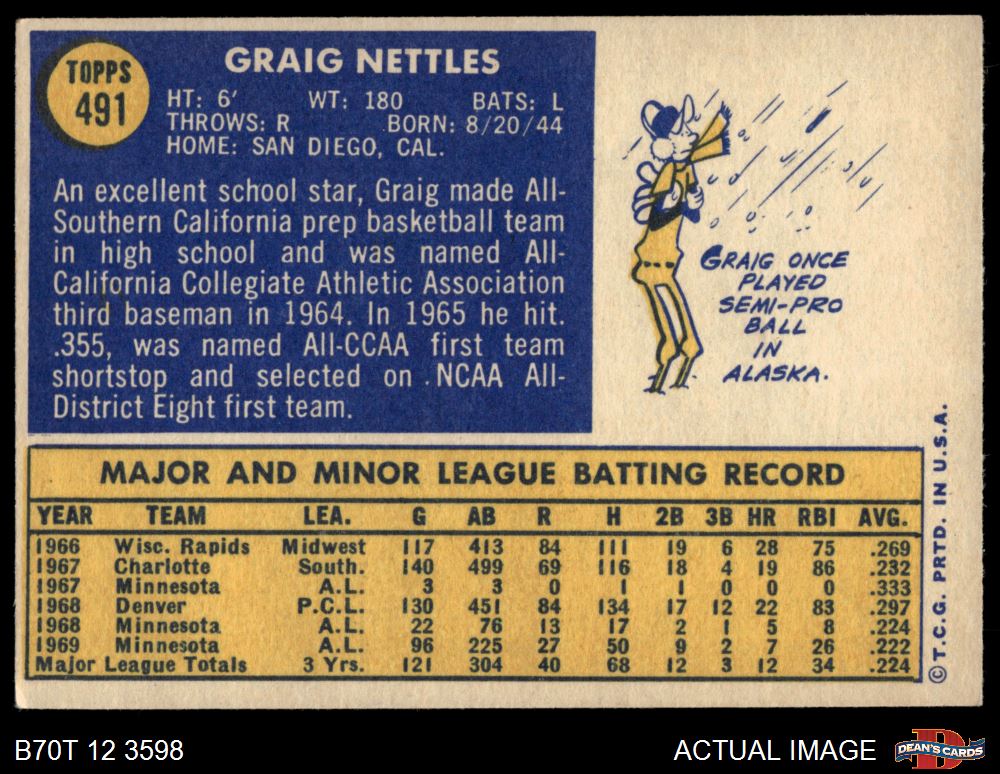 TOPPS
491
GRAIG NETTLES
HT: 6' WT: 180 BATS: L
THROWS: R BORN: 8/20/44
HOME: SAN DIEGO, CAL.
An excellent school star, Graig made All-
Southern California prep basketball team
in high school and was named All-
California Collegiate Athletic Association
third baseman in 1964. In 1965 he hit.
.355, was named All-CCAA first team
shortstop and selected on NCAA All-
District Eight first team.
GRAIG ONCE
PLAYED
SEMI-PRO
BALL
IN
ALASKA.
MAJOR AND MINOR LEAGUE BATTING RECORD
YEAR TEAM LEA. G AB R H 2B 3B HR RBI AVG.
1966 Wisc. Rapids Midwest 117 413 84 111 19 6 28 75 .269
1967 Charlotte South. 140 499 69 116 18 4 19 86 .232
1967 Minnesota A.L. 3 3 0 1 1 0 0 0 .333
1968 Denver P.C.L. 130 451 84 134 17 12 22 83 .297
1968 Minnesota A.L. 22 76 13 17 2 1 5 8 .224
1969 Minnesota A.L. 96 225 27 50 9 2 7 26 .222
Major League Totals 3 Yrs. 121 304 40 68 12 3 12 34 .224
© T.C.G. PRTD. IN U.S.A.
B70T 12 3598
ACTUAL IMAGE
DEAN'S CARDS